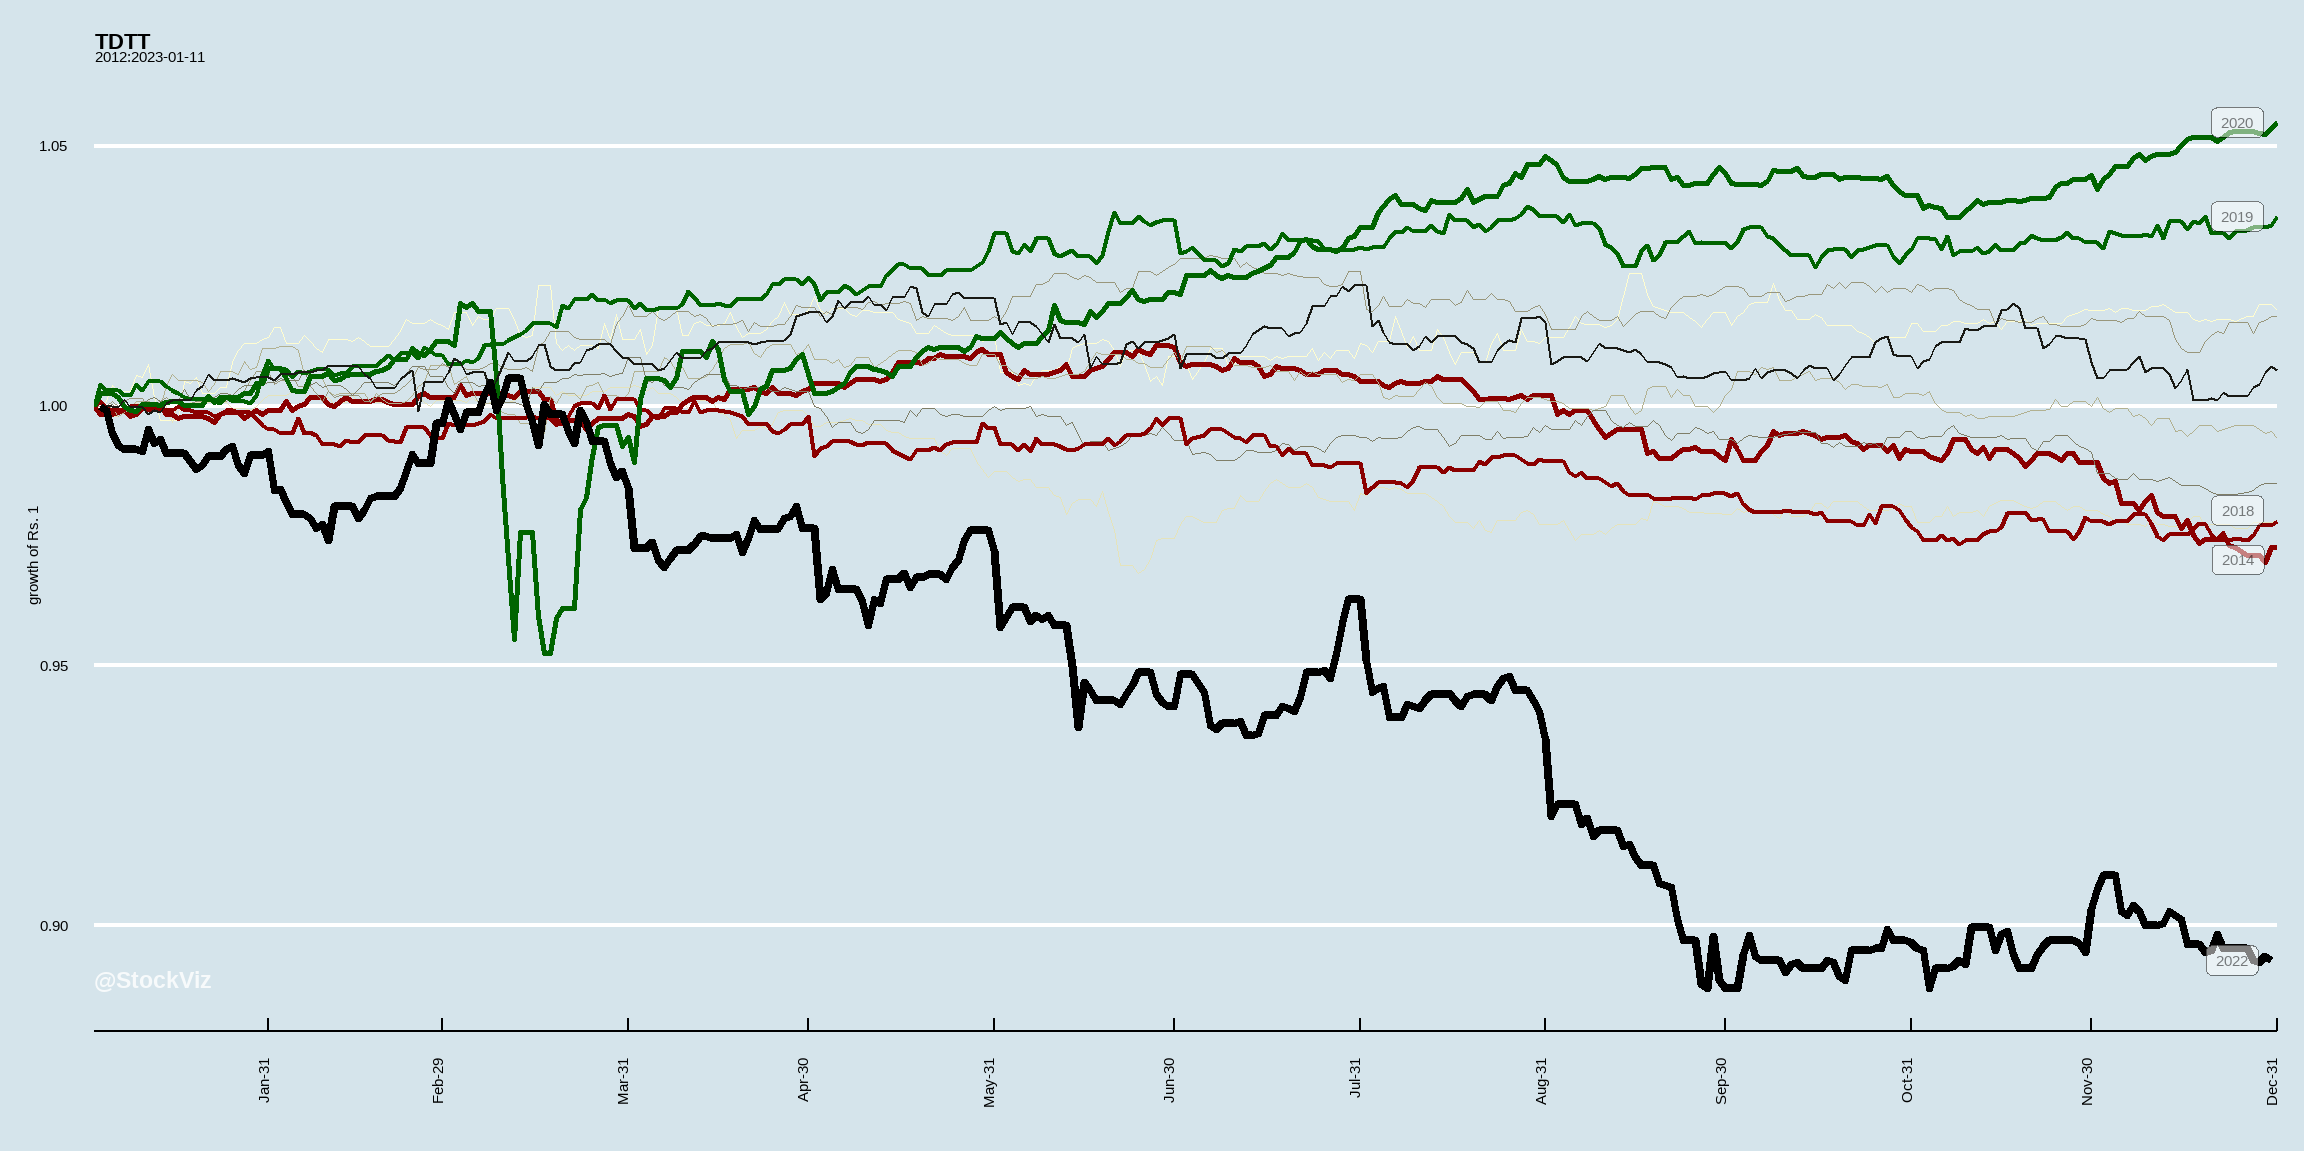 TDTT
2012:2023-01-11
growth of Rs. 1
1.05
1.00
0.95
0.90
2020
2019
2018
2014
2022
@StockViz
Jan-31
Feb-29
Mar-31
Apr-30
May-31
Jun-30
Jul-31
Aug-31
Sep-30
Oct-31
Nov-30
Dec-31